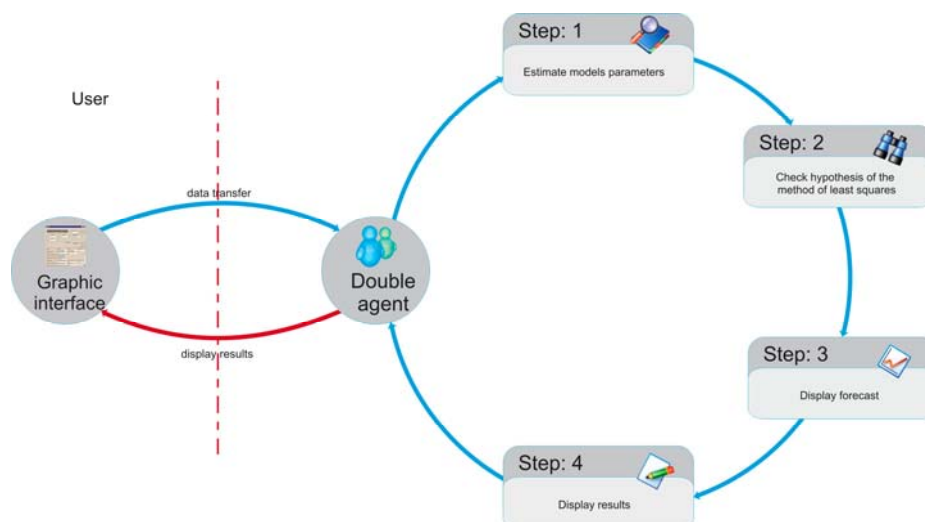 User
data transfer
Graphic
interface
display results
Double
agent
Step: 1
Estimate models parameters
Step: 2
Check hypothesis of the
method of least squares
Step: 3
Display forecast
Step: 4
Display results